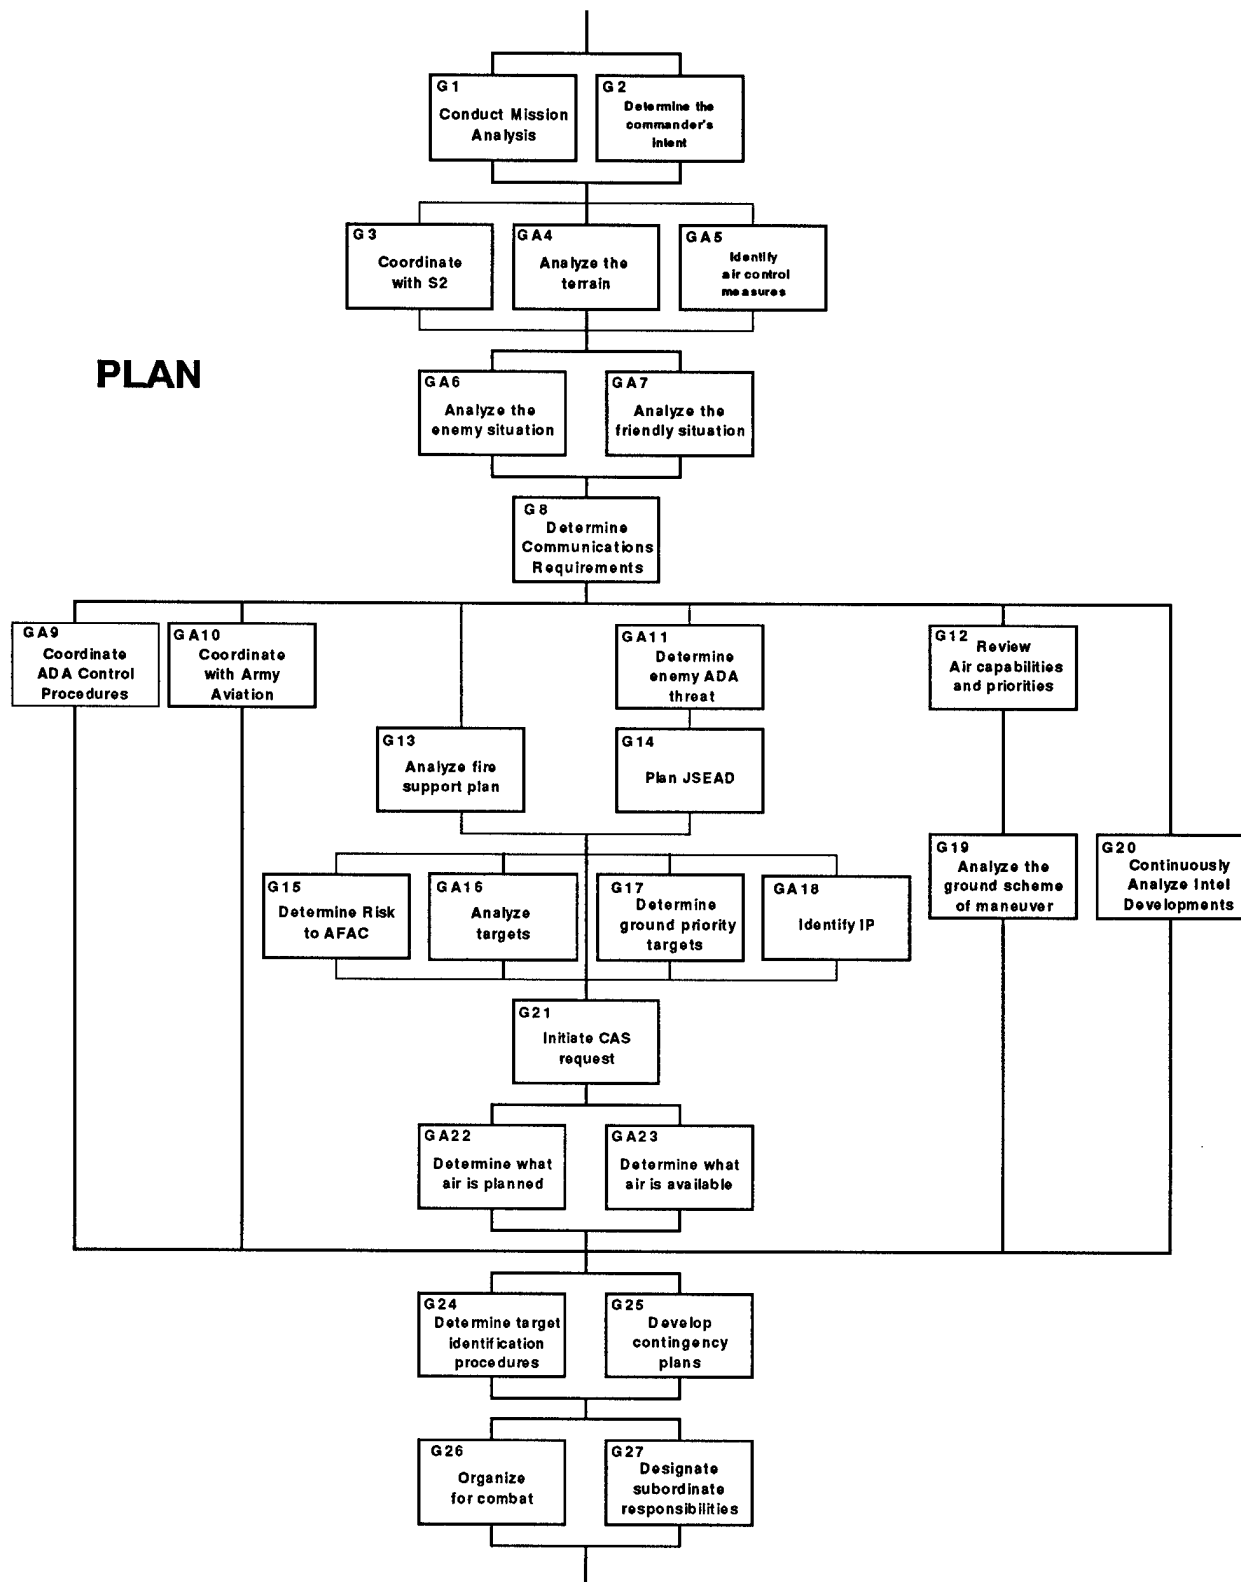 G1
Conduct Mission
Analysis
G2
Determine the
commander's
intent
G3
Coordinate
with S2
GA4
Analyze the
terrain
GA5
Identify
air control
measures
PLAN
GA6
Analyze the
enemy situation
GA7
Analyze the
friendly situation
G8
Determine
Communications
Requirements
GA9
Coordinate
ADA Control
Procedures
GA10
Coordinate
with Army
Aviation
GA11
Determine
enemy ADA
threat
G12
Review
Air capabilities
and priorities
G13
Analyze fire
support plan
G14
Plan JSEAD
G15
Determine Risk
to AFAC
GA16
Analyze
targets
G17
Determine
ground priority
targets
GA18
Identify IP
G19
Analyze the
ground scheme
of maneuver
G20
Continuously
Analyze Intel
Developments
G21
Initiate CAS
request
GA22
Determine what
air is planned
GA23
Determine what
air is available
G24
Determine target
identification
procedures
G25
Develop
contingency
plans
G26
Organize
for combat
G27
Designate
subordinate
responsibilities